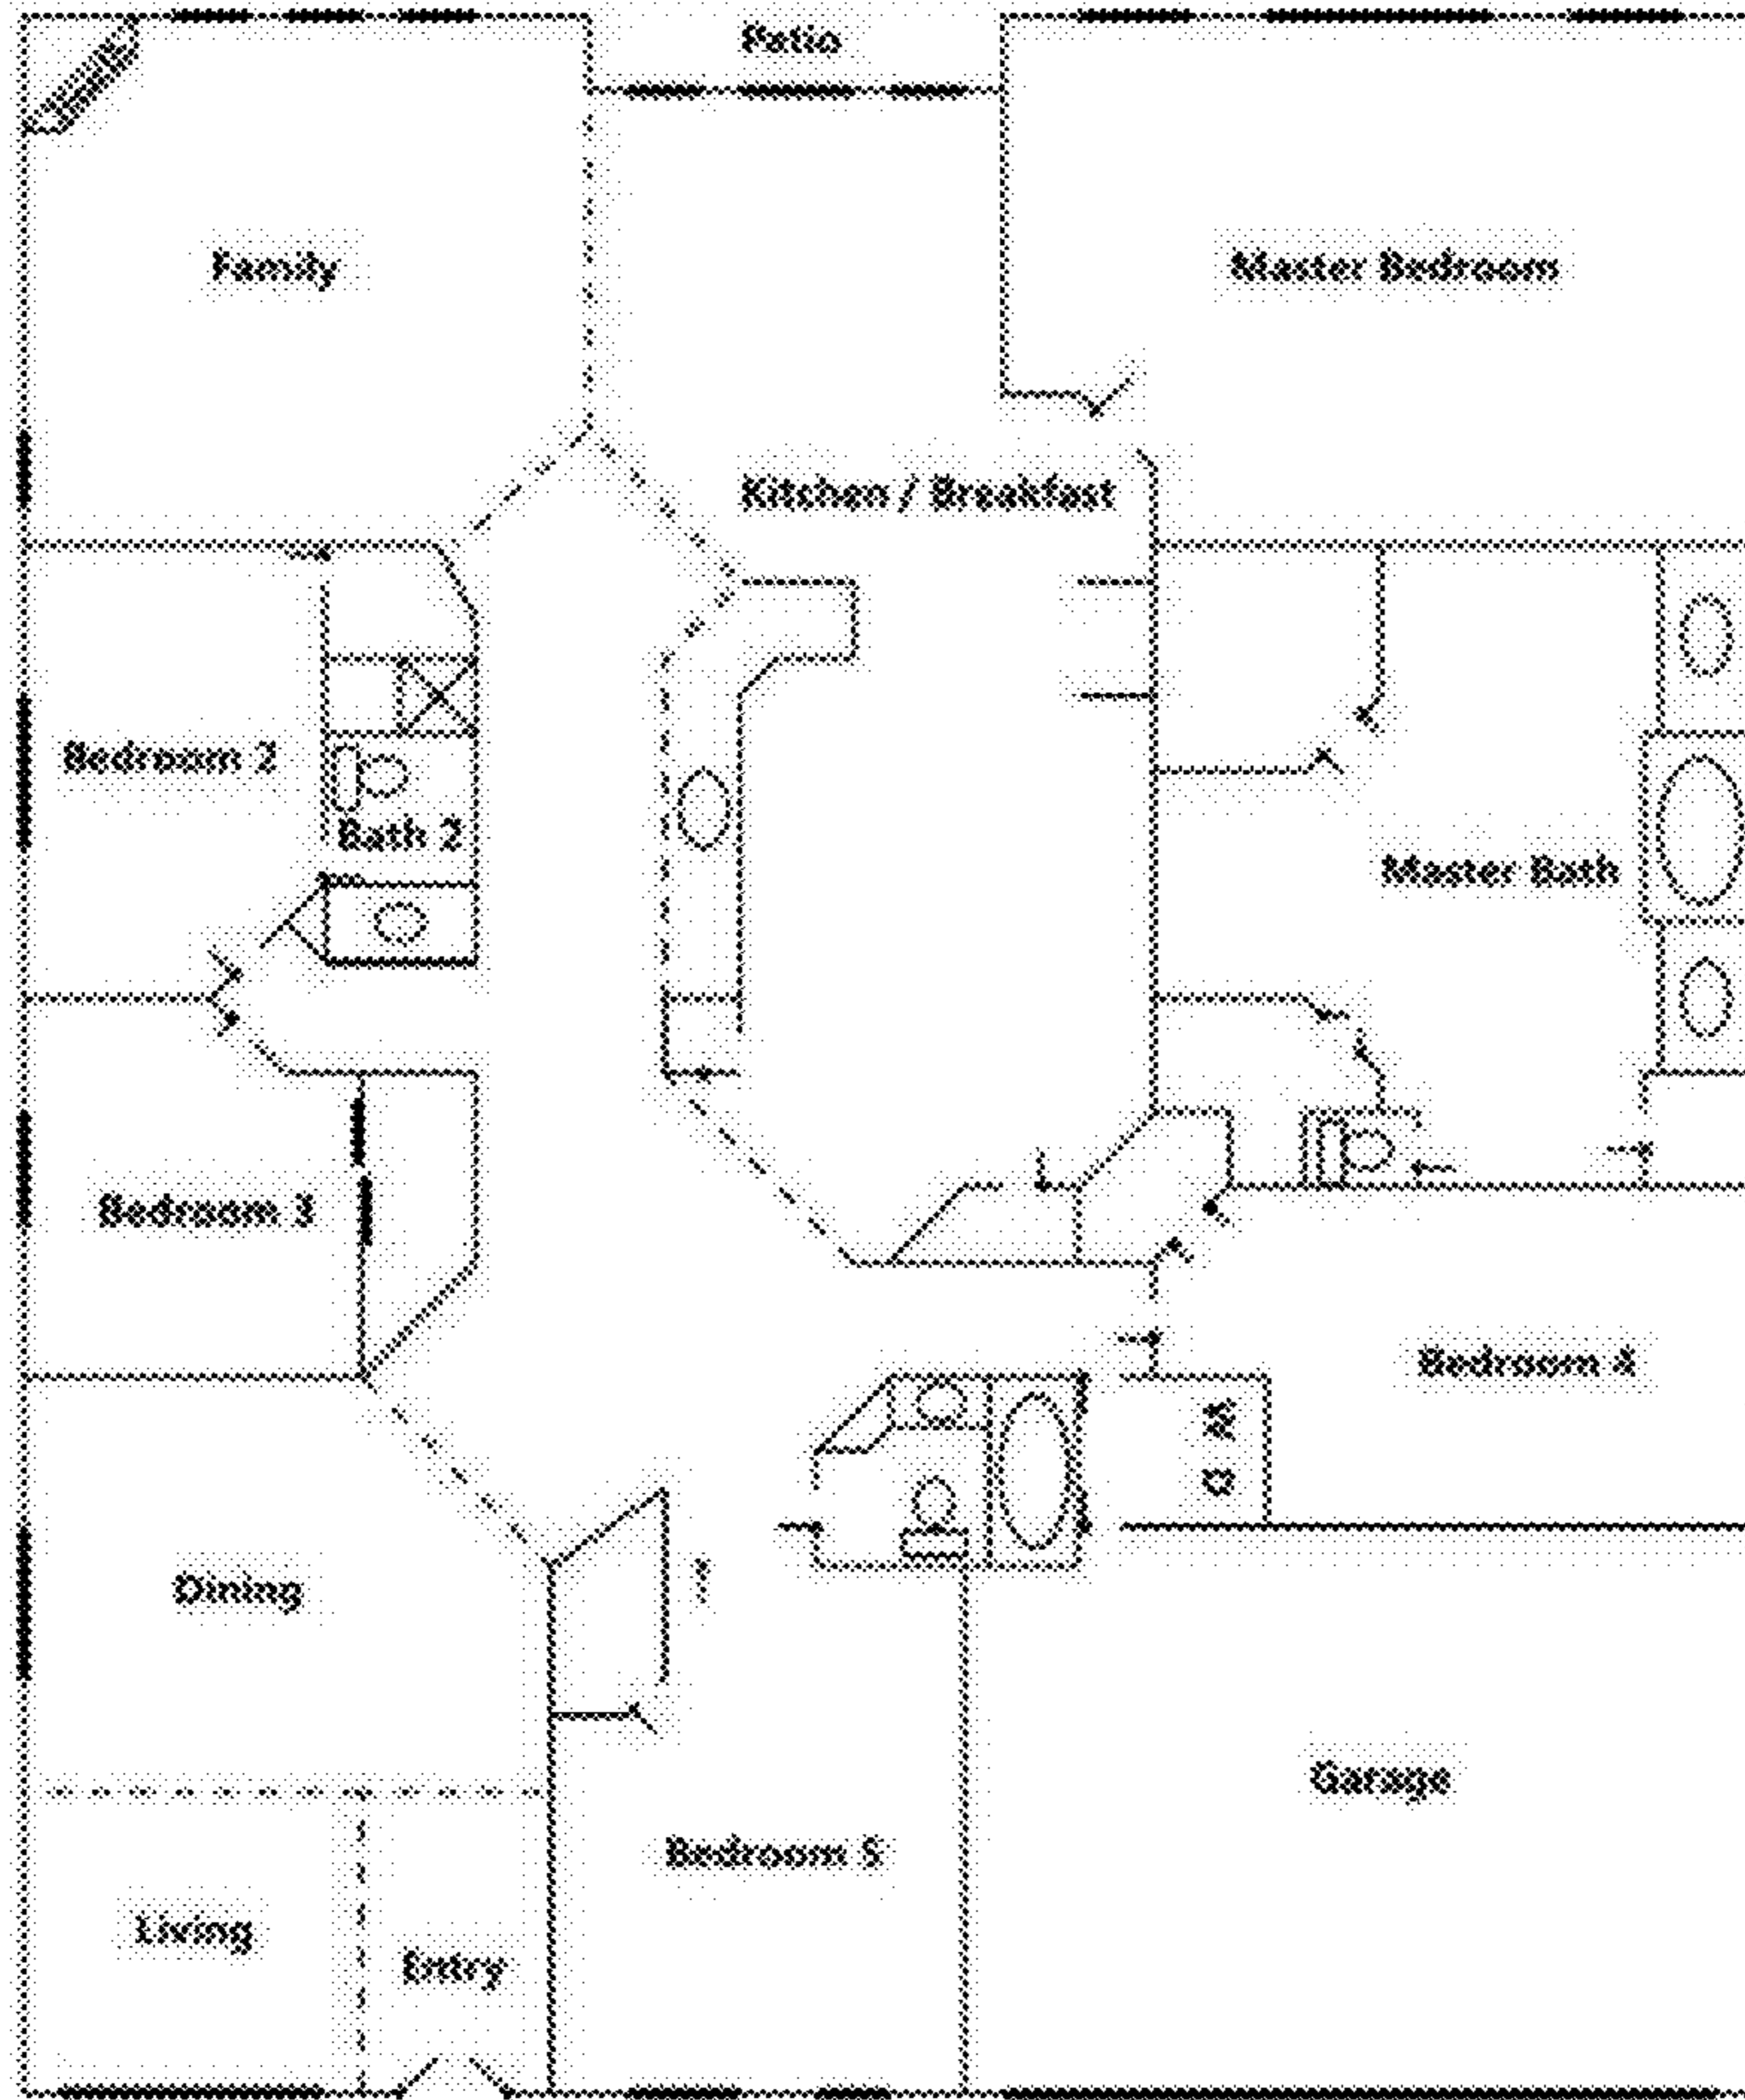 Patio
Family
Master Bedroom
Kitchen / Breakfast
Bedroom 2
Bath 2
Master Bath
Bedroom 3
Bedroom 4
W
D
Dining
Garage
Bedroom 5
Living
Entry